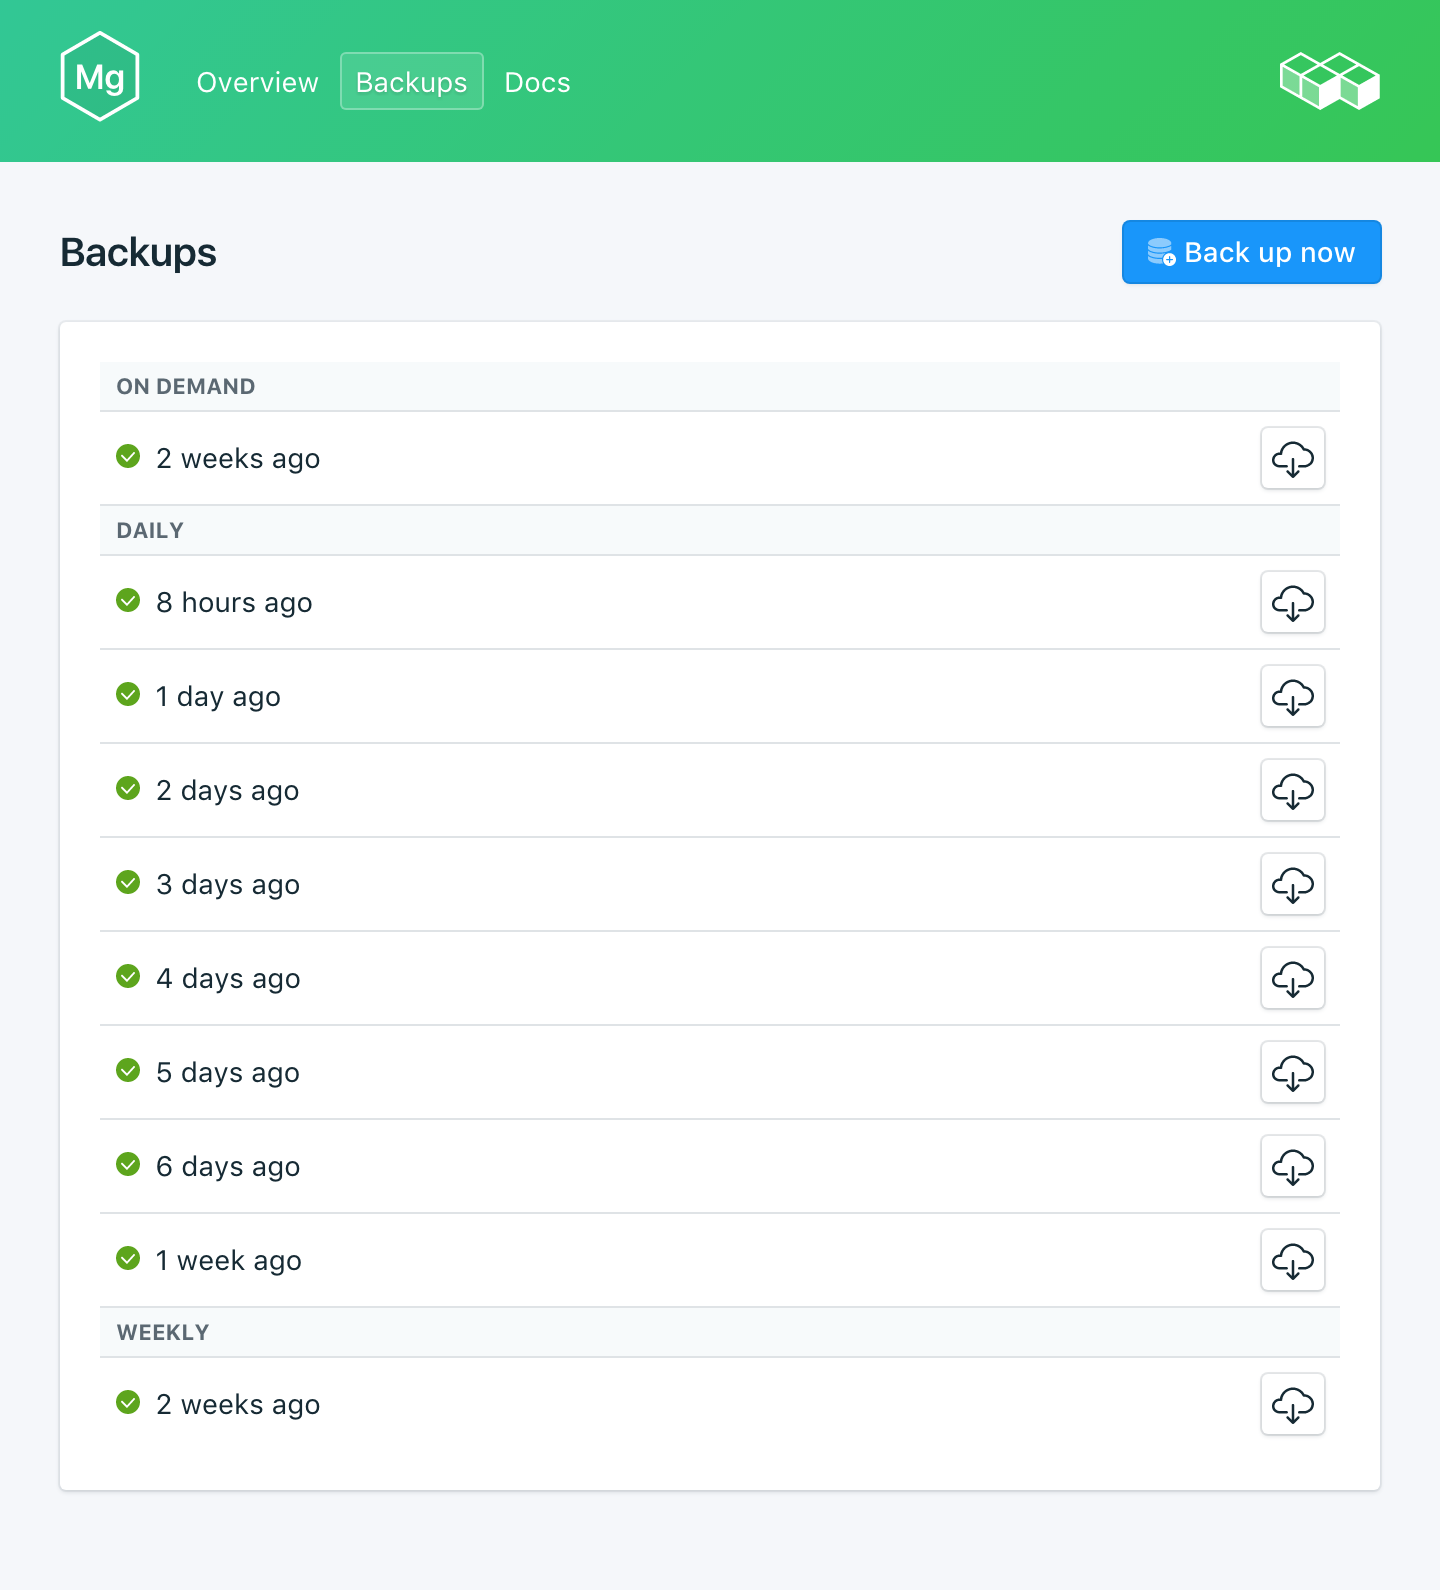 Mg
Overview Backups Docs
Backups
Back up now
ON DEMAND
2 weeks ago
DAILY
8 hours ago
1 day ago
2 days ago
3 days ago
4 days ago
5 days ago
6 days ago
1 week ago
WEEKLY
2 weeks ago